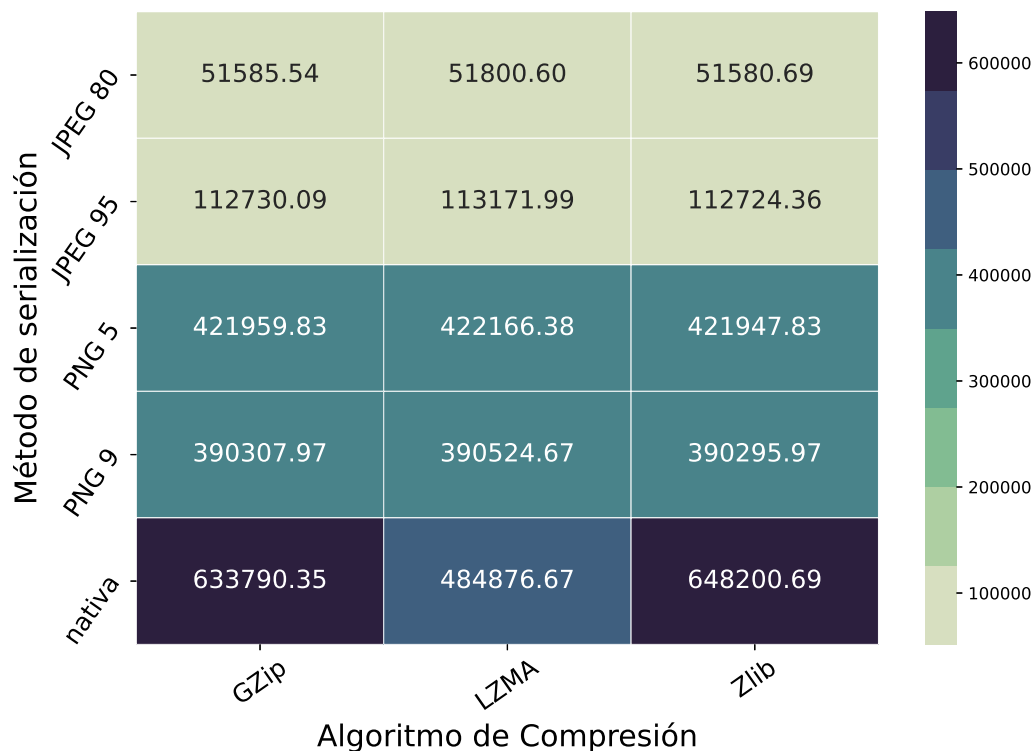 Método de serialización
JPEG 80 51585.54 51800.60 51580.69
JPEG 95 112730.09 113171.99 112724.36
PNG 5 421959.83 422166.38 421947.83
PNG 9 390307.97 390524.67 390295.97
nativa 633790.35 484876.67 648200.69
GZip LZMA Zlib
Algoritmo de Compresión
600000
500000
400000
300000
200000
100000